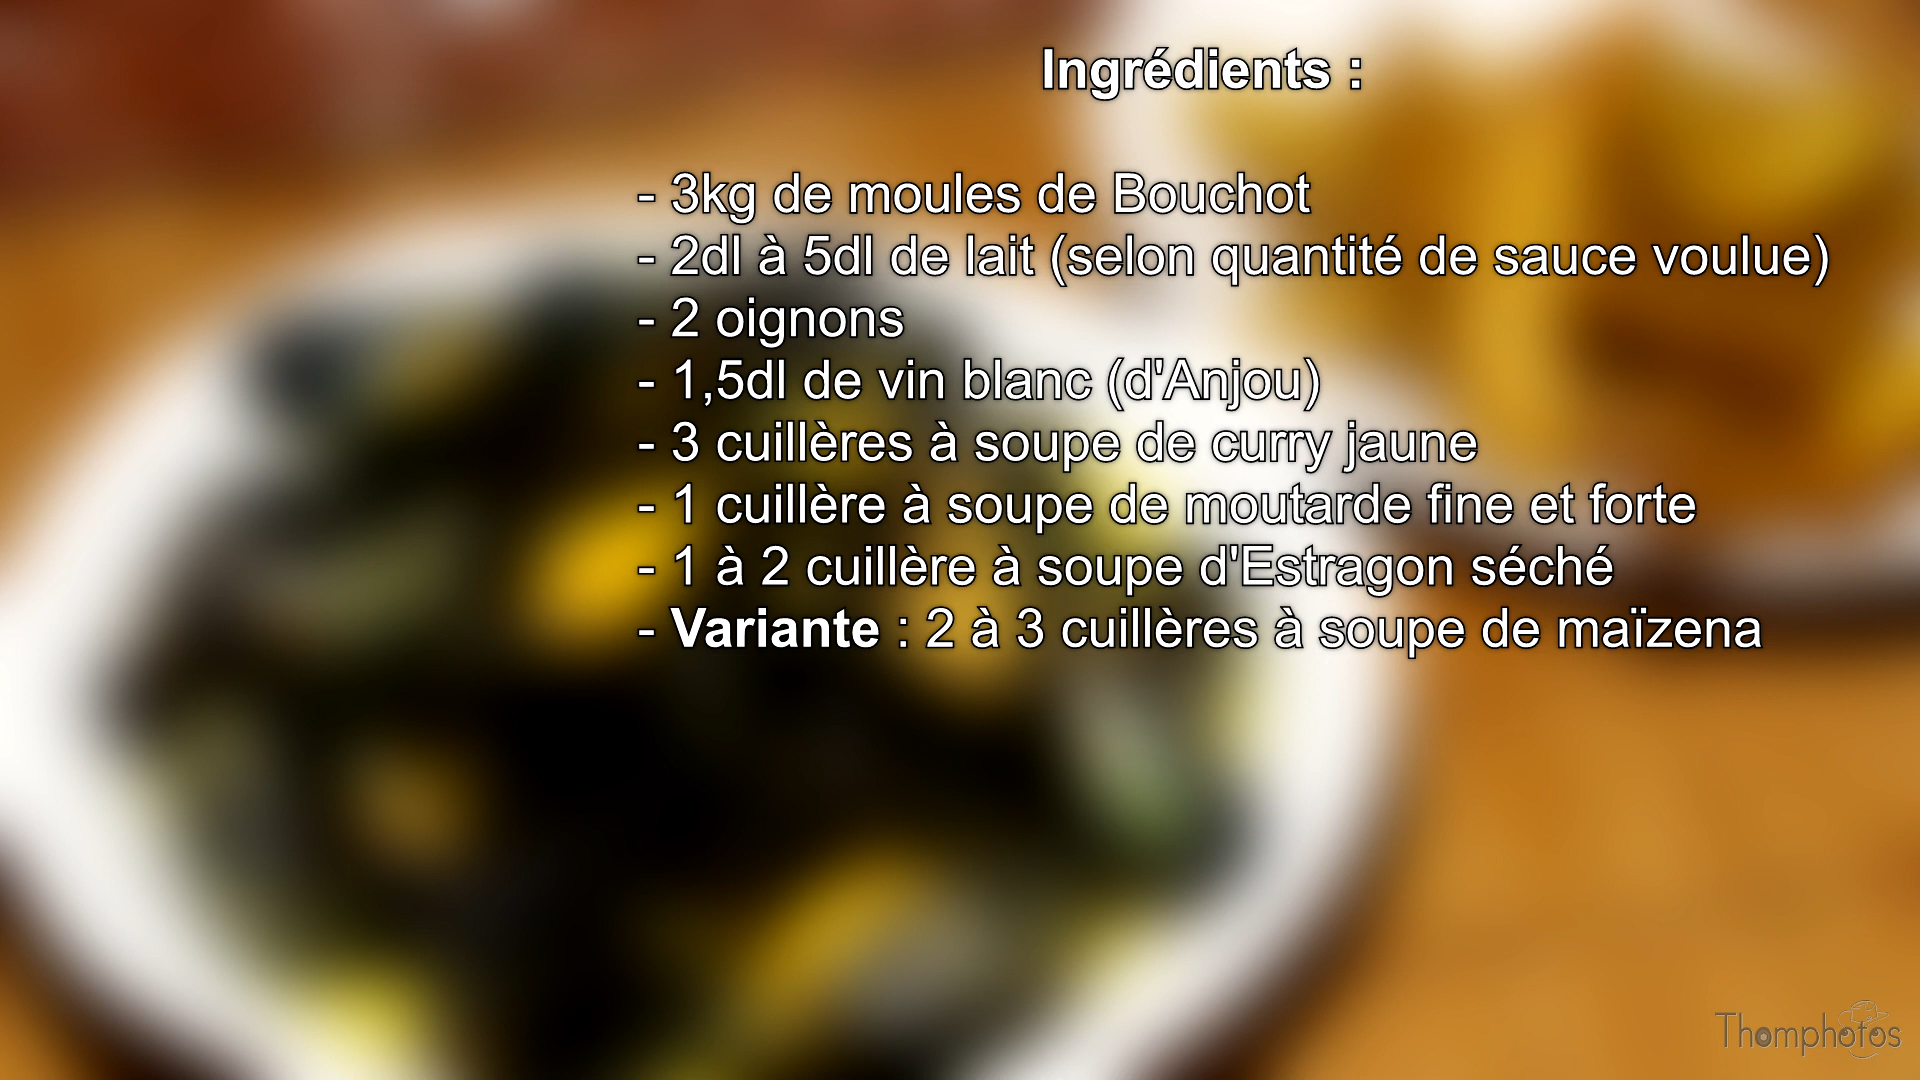 Ingrédients :
- 3kg de moules de Bouchot
- 2dl à 5dl de lait (selon quantité de sauce voulue)
- 2 oignons
- 1,5dl de vin blanc (d'Anjou)
- 3 cuillères à soupe de curry jaune
- 1 cuillère à soupe de moutarde fine et forte
- 1 à 2 cuillère à soupe d'Estragon séché
- Variante : 2 à 3 cuillères à soupe de maïzena
Thomphotos